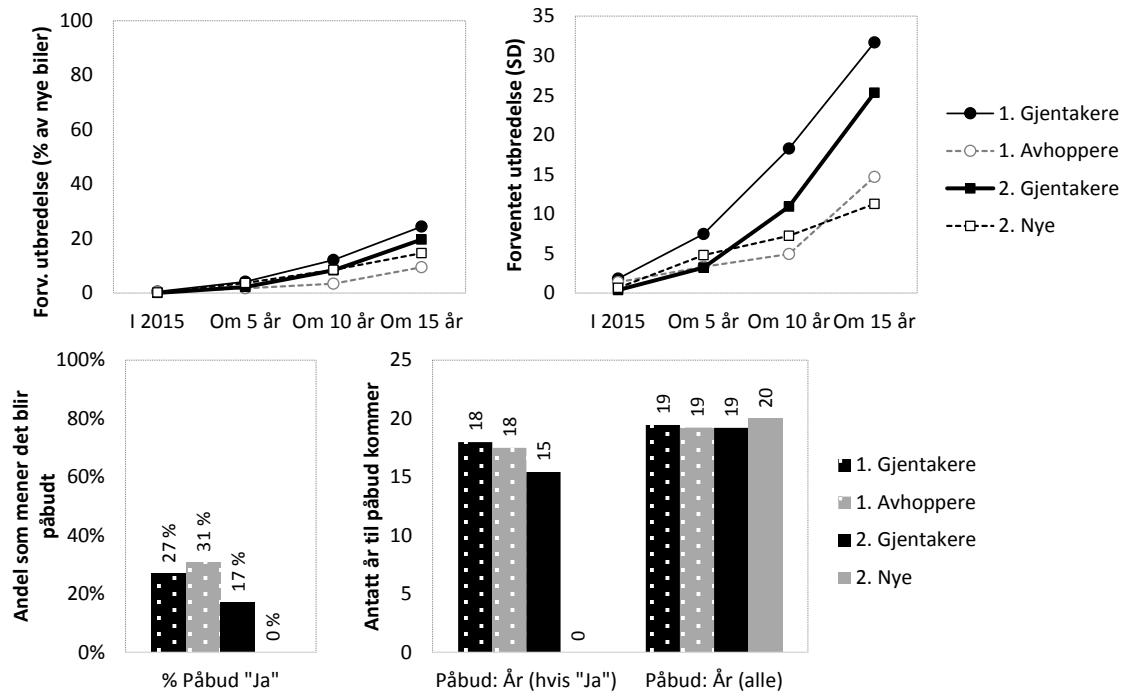 Forv. utbredelse (% av nye biler)
100
80
60
40
20
0
I 2015 Om 5 år Om 10 år Om 15 år
Forventet utbredelse (SD)
35
30
25
20
15
10
5
0
I 2015 Om 5 år Om 10 år Om 15 år
1. Gjentakere
1. Avhoppere
2. Gjentakere
2. Nye
Andel som mener det blir
påbudt
100%
80%
60%
40%
20%
0%
27 %
31 %
17 %
0 %
% Påbud "Ja"
Antatt år til påbud kommer
25
20
15
10
5
0
18
18
15
0
19
19
19
20
Påbud: År (hvis "Ja") Påbud: År (alle)
1. Gjentakere
1. Avhoppere
2. Gjentakere
2. Nye